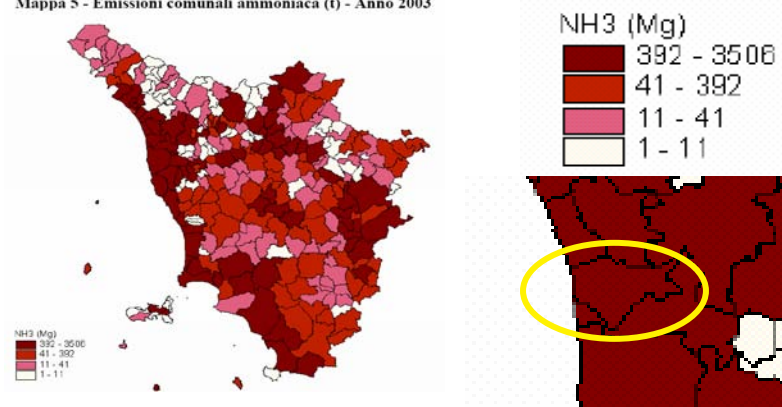 Mappa 5 - Emissioni comunali ammoniaca (t) - Anno 2003
NH3 (Mg)
392 - 3506
41 - 392
11 - 41
1 - 11
NH3 (Mg)
392 - 3506
41 - 392
11 - 41
1 - 11